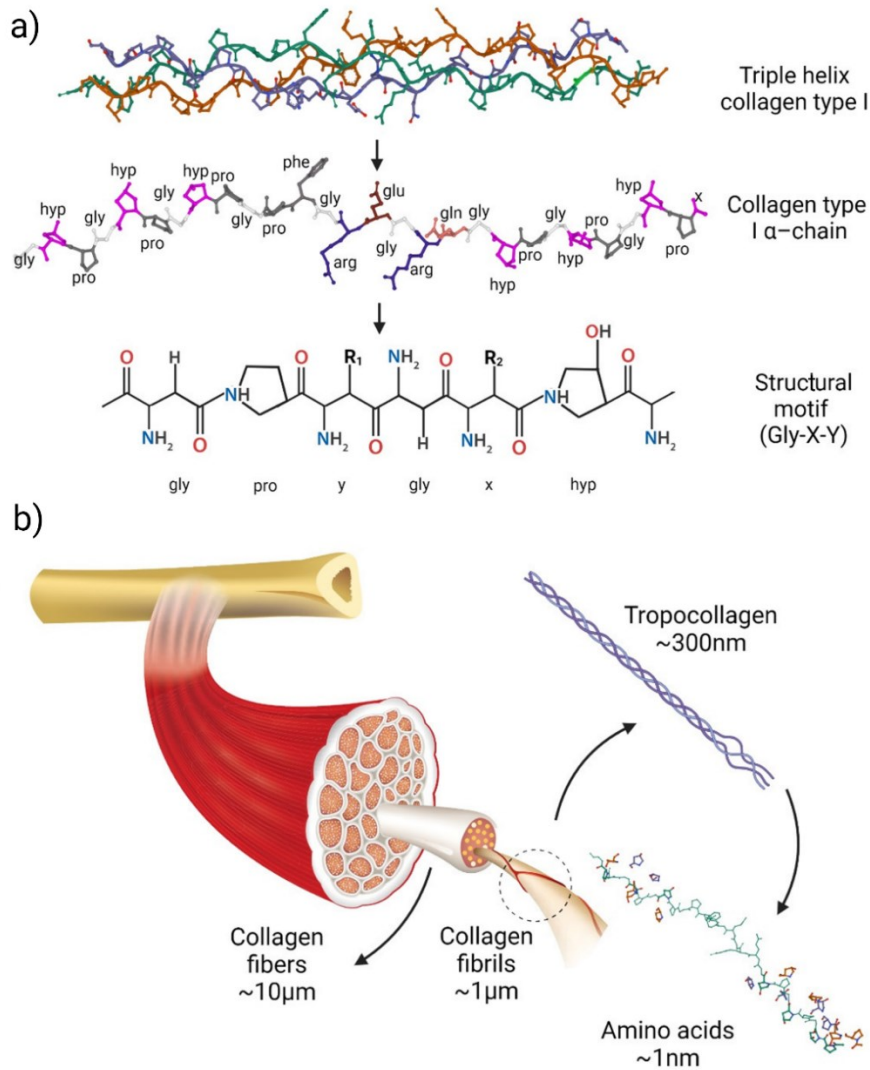 a)
Triple helix
collagen type I
hyp
gly
hyp
gly
pro
gly
pro
hyp
gly
pro
gly
pro
phe
gly
arg
glu
gly
arg
gln
gly
hyp
pro
gly
hyp
pro
gly
hyp
pro
x
Collagen type
I α–chain
O
H
O
R₁
NH₂
O
R₂
OH
O
NH₂
O
NH
NH₂
O
H
NH₂
O
NH
NH₂
Structural
motif
(Gly-X-Y)
gly pro y gly x hyp
b)
Tropocollagen
~300nm
Collagen
fibers
~10μm
Collagen
fibrils
~1μm
Amino acids
~1nm